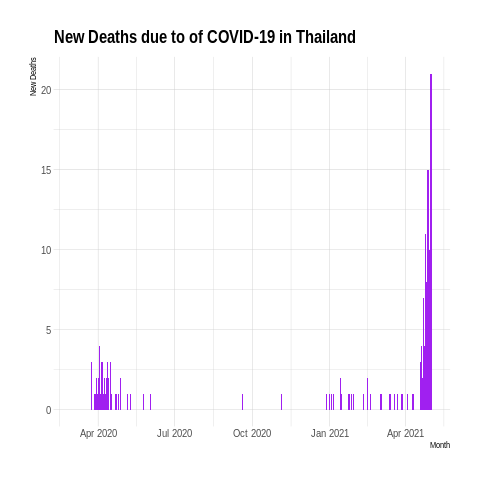 New Deaths due to of COVID-19 in Thailand
New Deaths
20
15
10
5
0
Apr 2020
Jul 2020
Oct 2020
Jan 2021
Apr 2021
Month